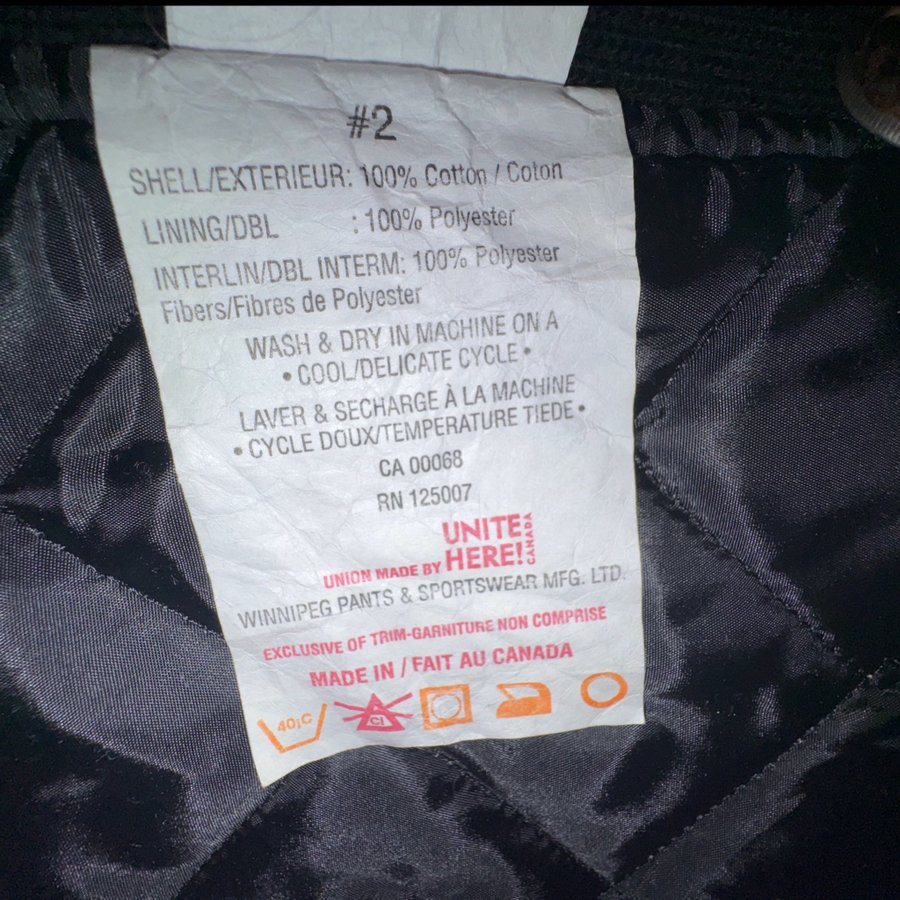 #2
SHELL/EXTERIEUR: 100% Cotton / Coton
LINING/DBL : 100% Polyester
INTERLIN/DBL INTERM: 100% Polyester
Fibers/Fibres de Polyester
WASH & DRY IN MACHINE ON A
• COOL/DELICATE CYCLE •
LAVER & SECHARGE À LA MACHINE
• CYCLE DOUX/TEMPERATURE TIEDE •
CA 00068
RN 125007
UNION MADE BY UNITE HERE! CANADA
WINNIPEG PANTS & SPORTSWEAR MFG. LTD.
EXCLUSIVE OF TRIM-GARNITURE NON COMPRISE
MADE IN / FAIT AU CANADA
40¡C Cl